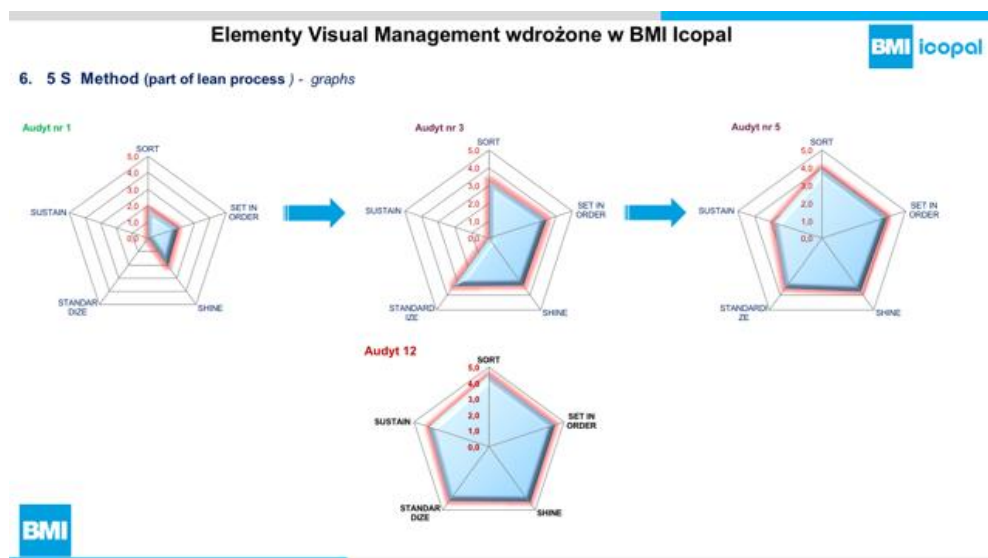 Elementy Visual Management wdrożone w BMI Icopal
BMI icopal
6. 5 S Method (part of lean process ) - graphs
Audyt nr 1
SORT
5,0
4,0
3,0
2,0
1,0
0,0
SET IN
ORDER
SHINE
STANDAR
DIZE
SUSTAIN
Audyt nr 3
SORT
5,0
4,0
3,0
2,0
1,0
0,0
SET IN
ORDER
SHINE
STANDARD
IZE
SUSTAIN
Audyt nr 5
SORT
5,0
4,0
3,0
2,0
1,0
0,0
SET IN
ORDER
SHINE
STANDARDI
ZE
SUSTAIN
Audyt 12
SORT
5,0
4,0
3,0
2,0
1,0
0,0
SET IN
ORDER
SHINE
STANDAR
DIZE
SUSTAIN
BMI